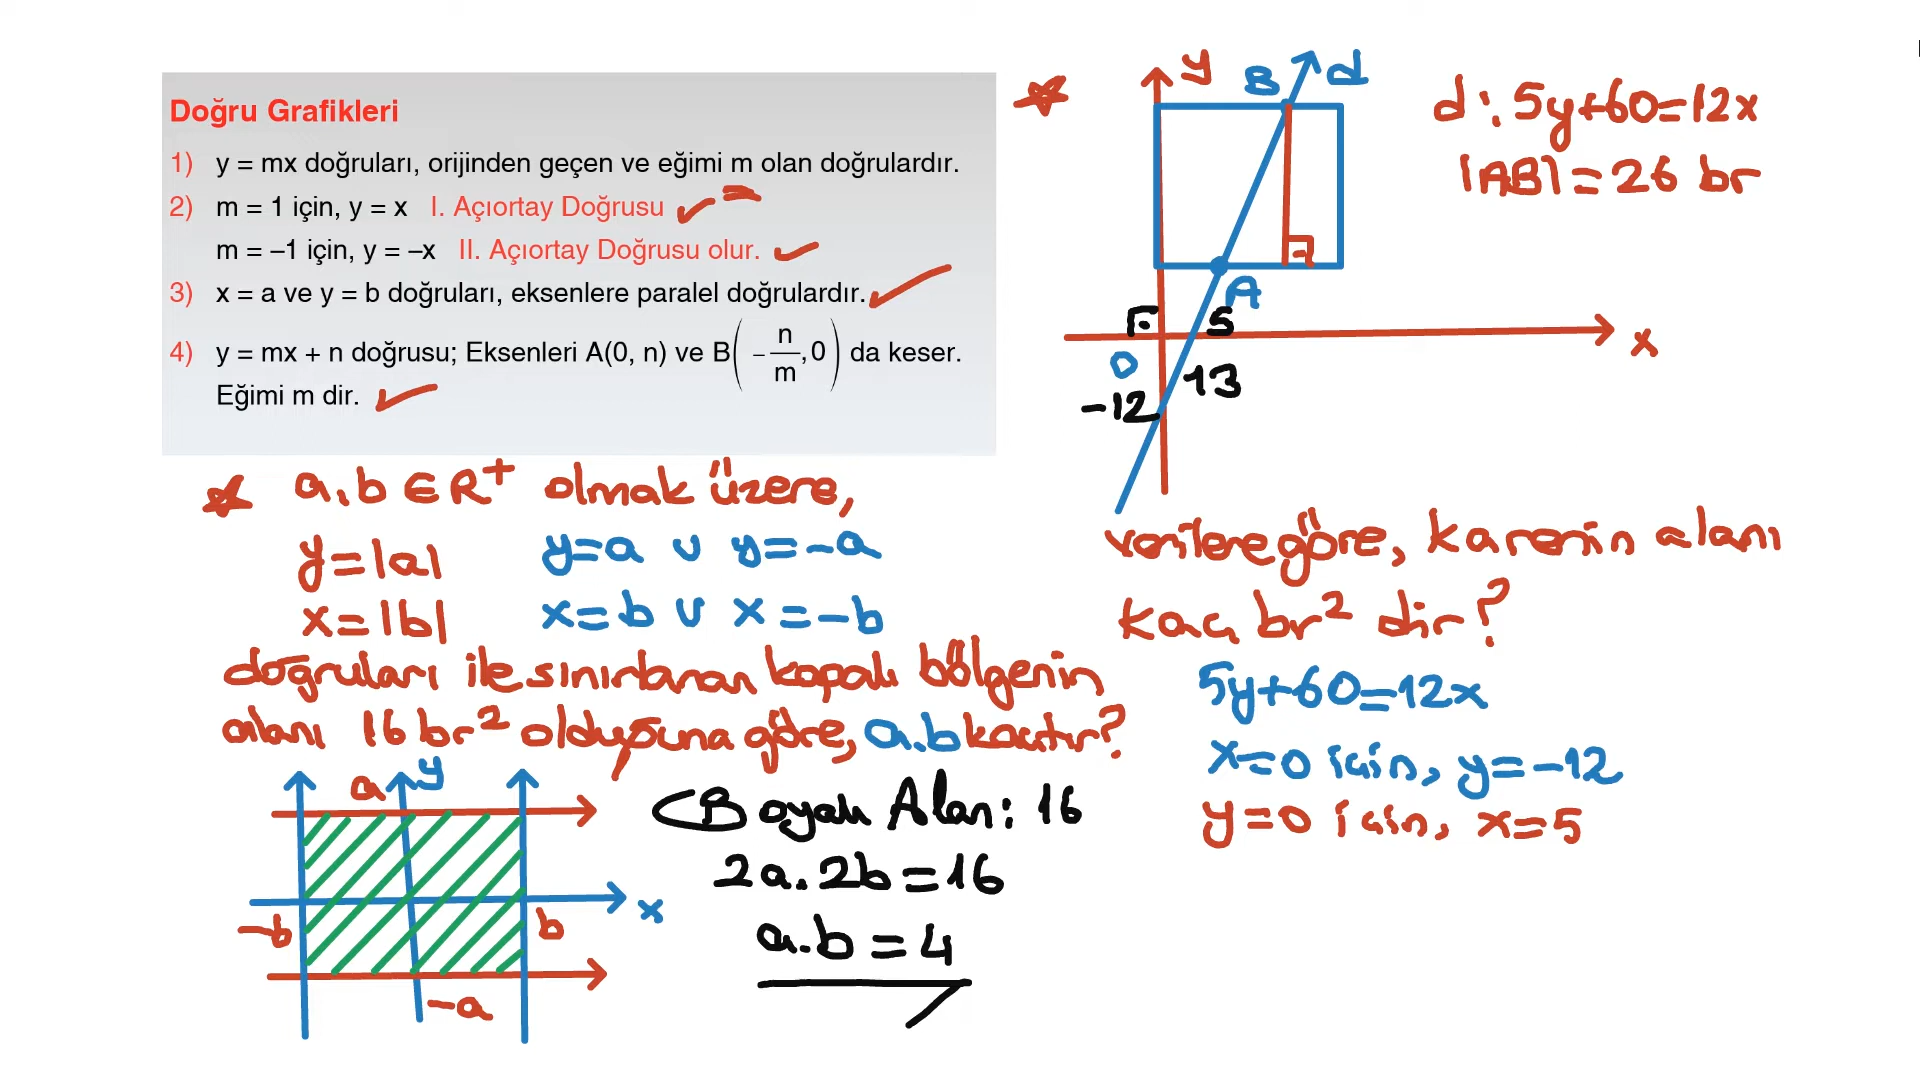 Doğru Grafikleri
1) y = mx doğruları, orijinden geçen ve eğimi m olan doğrulardır.
2) m = 1 için, y = x I. Açıortay Doğrusu
m = –1 için, y = –x II. Açıortay Doğrusu olur.
3) x = a ve y = b doğruları, eksenlere paralel doğrulardır.
4) y = mx + n doğrusu; Eksenleri A(0, n) ve B(-n/m, 0) da keser.
Eğimi m dir.
a.b ∈ R⁺ olmak üzere,
y=|a| y=a ∪ y=-a
x=|b| x=b ∪ x=-b
doğruları ile sınırlanan kapalı bölgenin
alanı 16 br² olduğuna göre, a.b kaçtır?
a y
x
-b b
-a
Boyalı Alan: 16
2a.2b=16
a.b=4
y B d
A
5
x
0
13
-12
d: 5y+60=12x
|AB|=26 br
verilere göre, karenin alanı
kaç br² dir?
5y+60=12x
x=0 için, y=-12
y=0 için, x=5